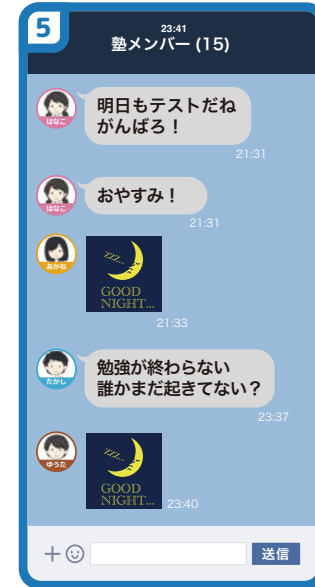 5
23:41
塾メンバー (15)
明日もテストだね
がんばろ！
はなこ
21:31
おやすみ！
はなこ
21:31
zzz...
GOOD
NIGHT...
あかね
21:33
勉強が終わらない
誰かまだ起きてない？
たかし
23:37
zzz...
GOOD
NIGHT...
ゆうた
23:40
送信